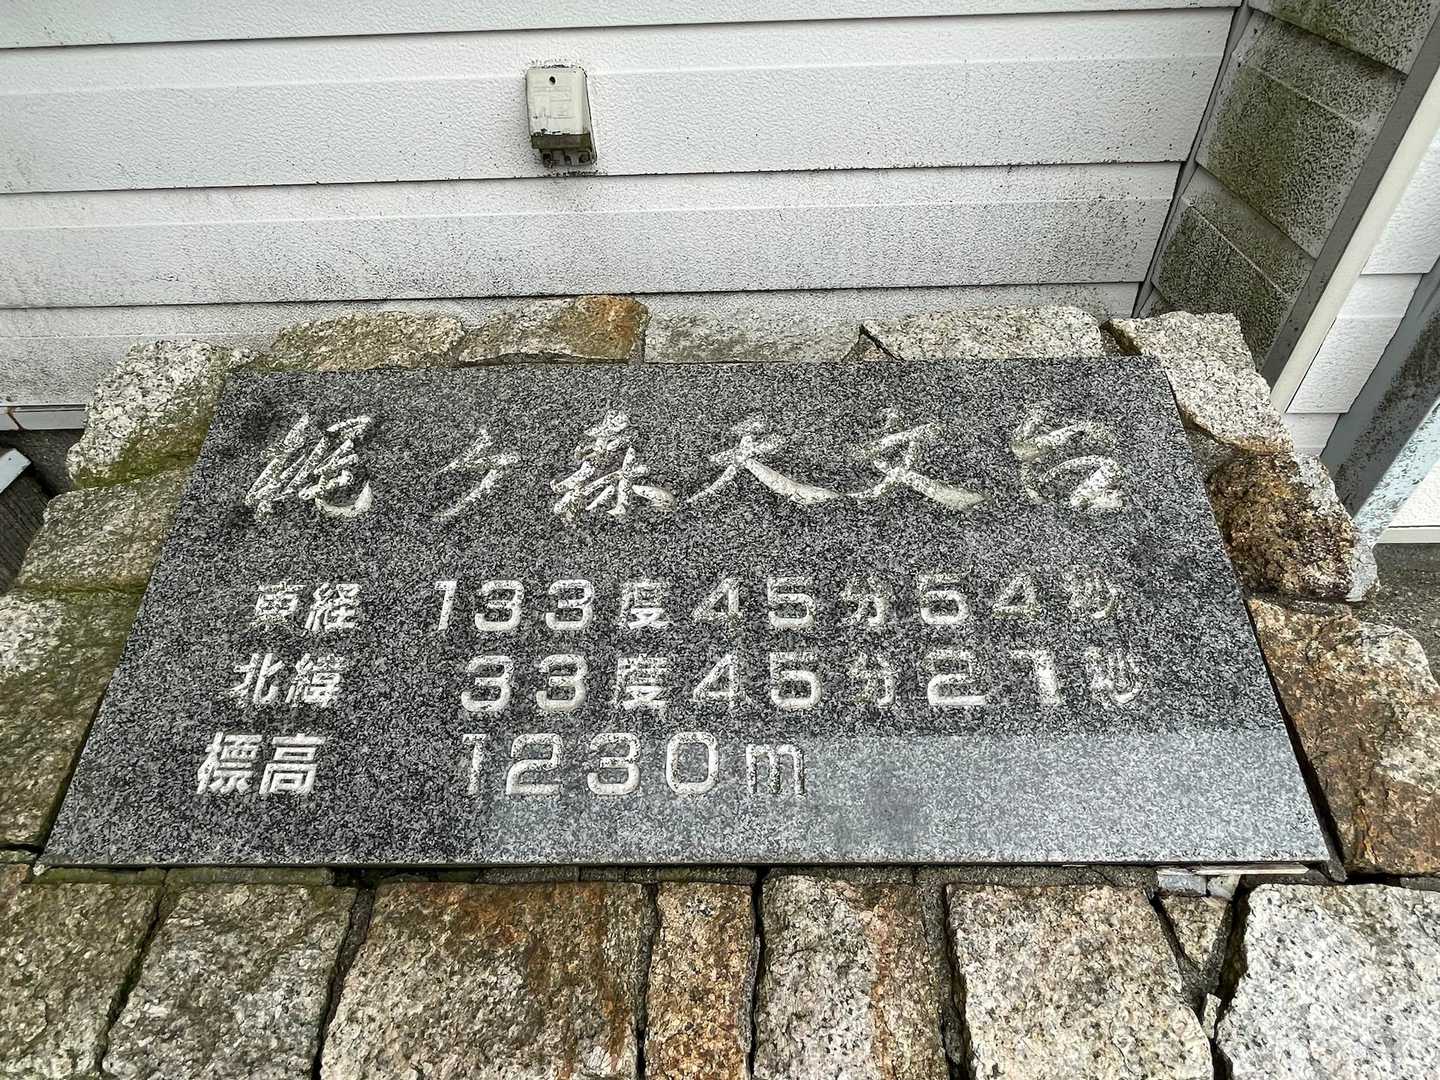 梶ヶ森天文台
東経 133度45分54秒
北緯 33度45分21秒
標高 1230m